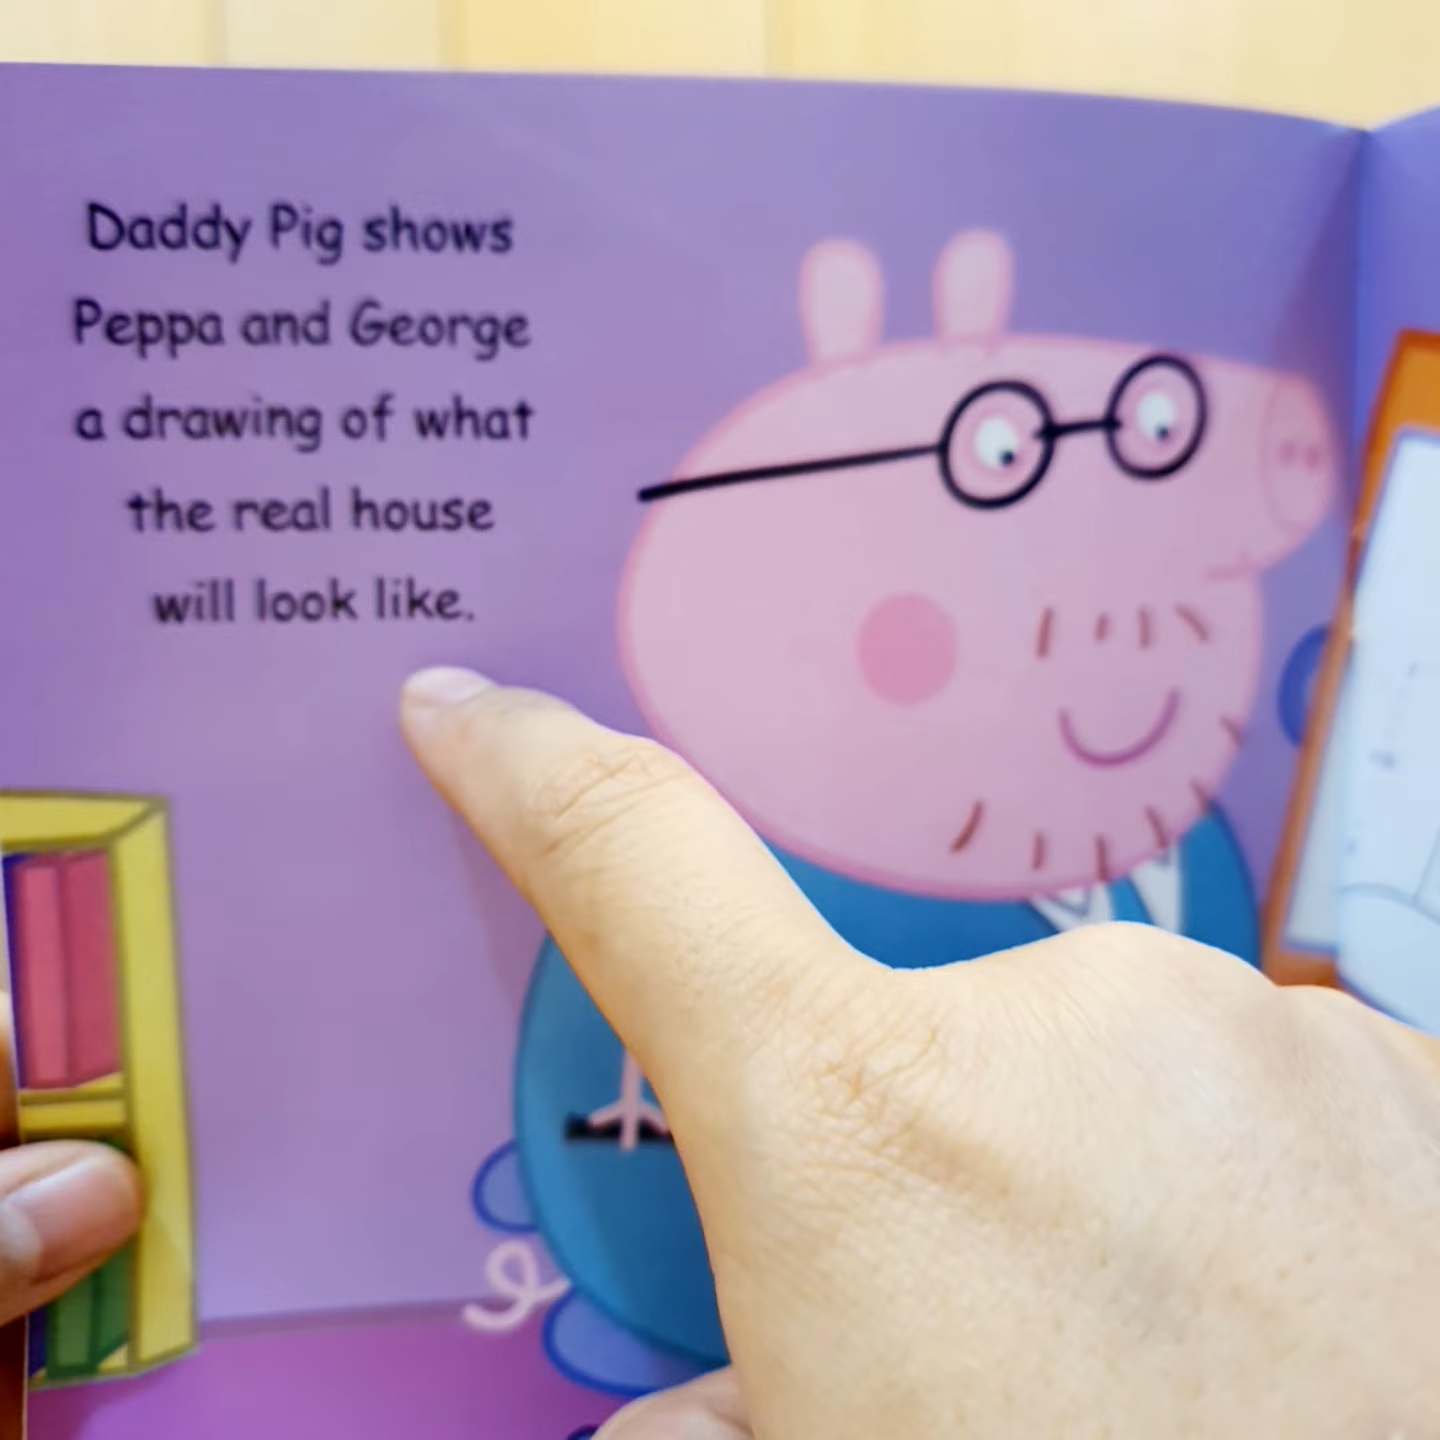 Daddy Pig shows
Peppa and George
a drawing of what
the real house
will look like.